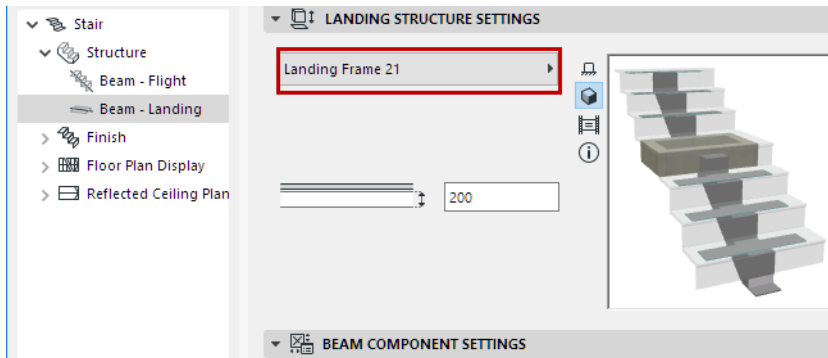 Stair
Structure
Beam - Flight
Beam - Landing
Finish
Floor Plan Display
Reflected Ceiling Plan
LANDING STRUCTURE SETTINGS
Landing Frame 21
200
BEAM COMPONENT SETTINGS